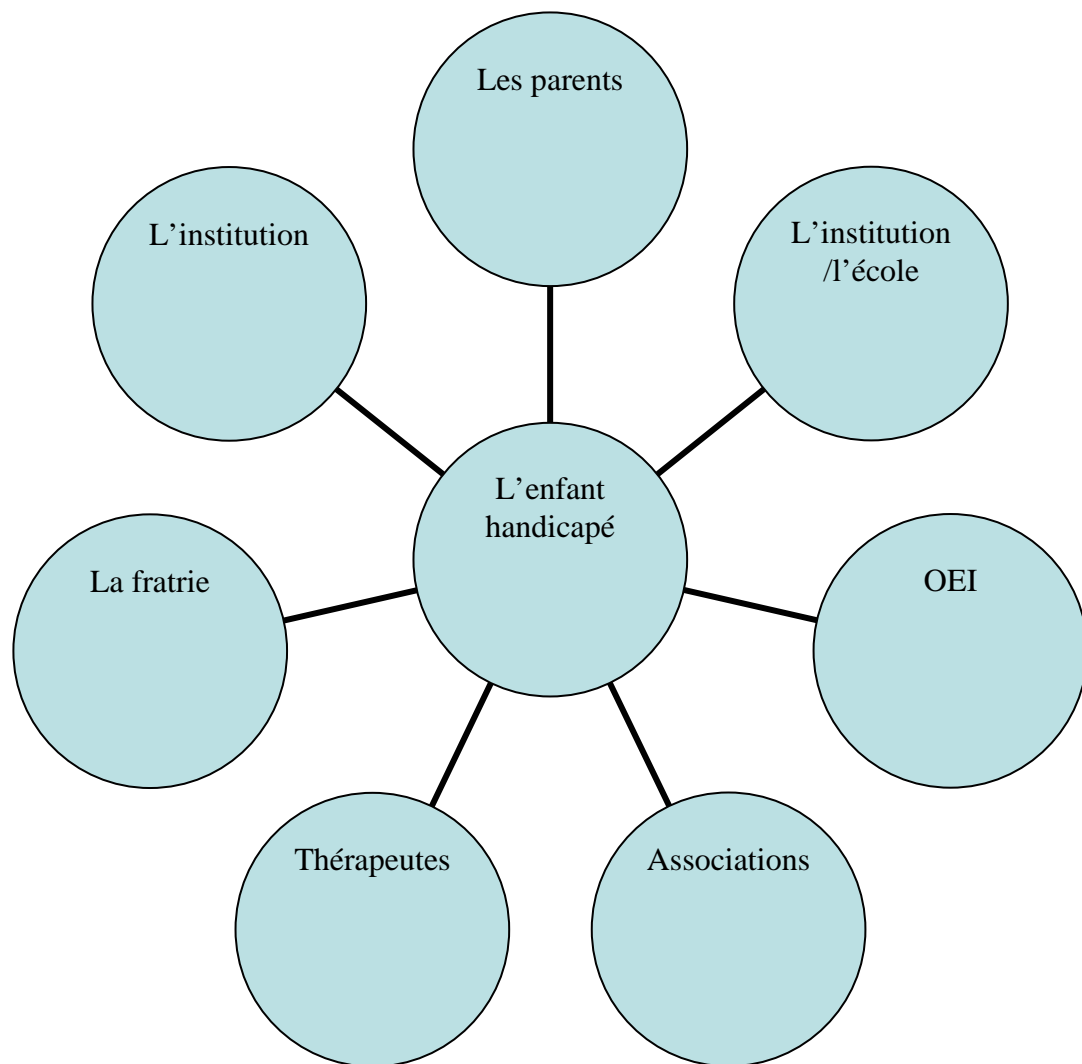 Les parents
L’institution
L’institution
/l’école
L’enfant
handicapé
La fratrie
OEI
Thérapeutes
Associations